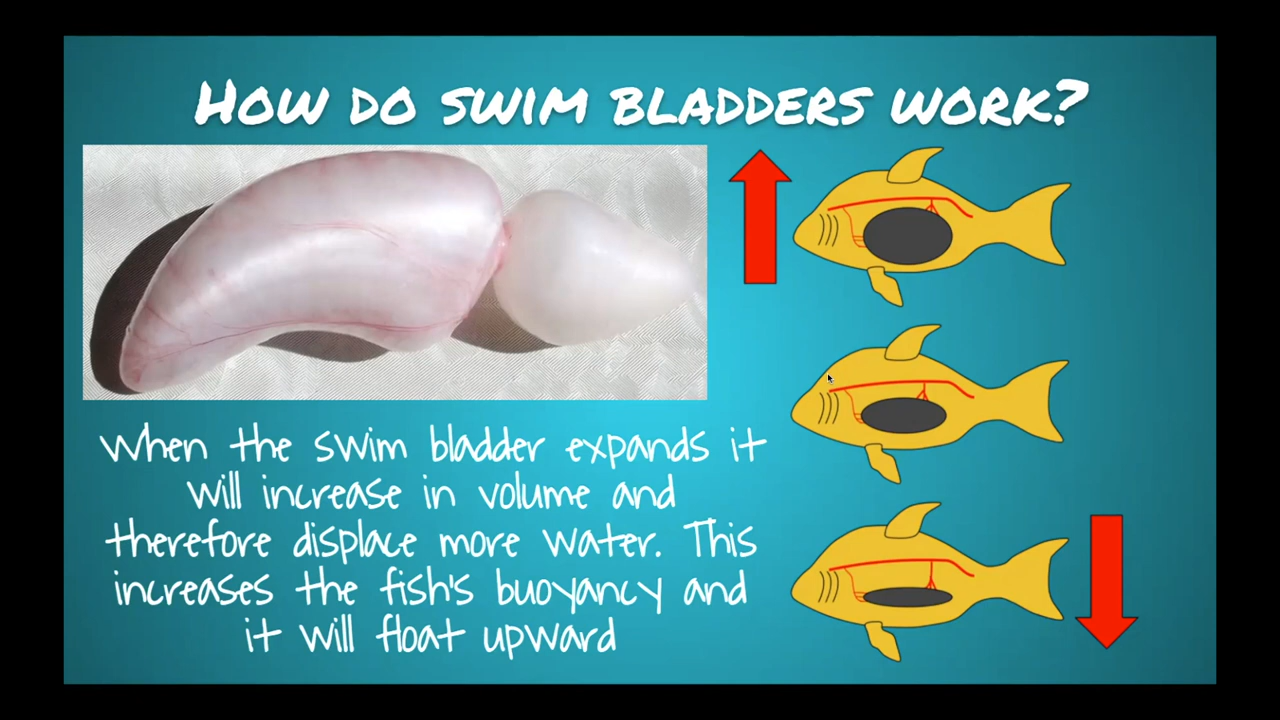 HOW DO SWIM BLADDERS WORK?
When the swim bladder expands it
will increase in volume and
therefore displace more water. This
increases the fish's buoyancy and
it will float upward